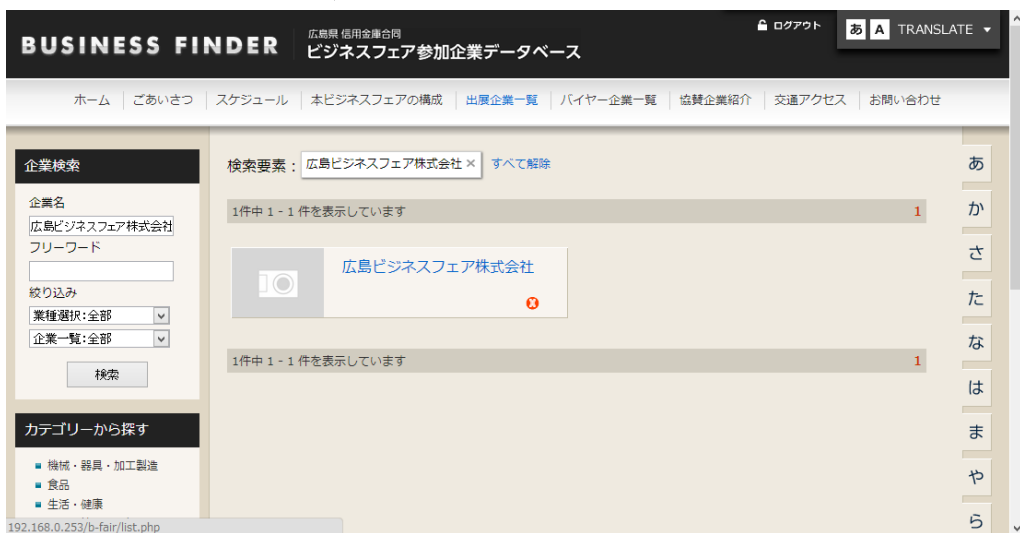 BUSINESS FINDER
広島県 信用金庫合同
ビジネスフェア参加企業データベース
ログアウト
あ A TRANSLATE ▼
ホーム ごあいさつ スケジュール 本ビジネスフェアの構成 出展企業一覧 バイヤー企業一覧 協賛企業紹介 交通アクセス お問い合わせ
企業検索
企業名
広島ビジネスフェア株式会社
フリーワード
絞り込み
業種選択:全部
企業一覧:全部
検索
カテゴリーから探す
機械・器具・加工製造
食品
生活・健康
192.168.0.253/b-fair/list.php
検索要素： 広島ビジネスフェア株式会社 × すべて解除
1件中 1 - 1 件を表示しています 1
広島ビジネスフェア株式会社
1件中 1 - 1 件を表示しています 1
あ
か
さ
た
な
は
ま
や
ら